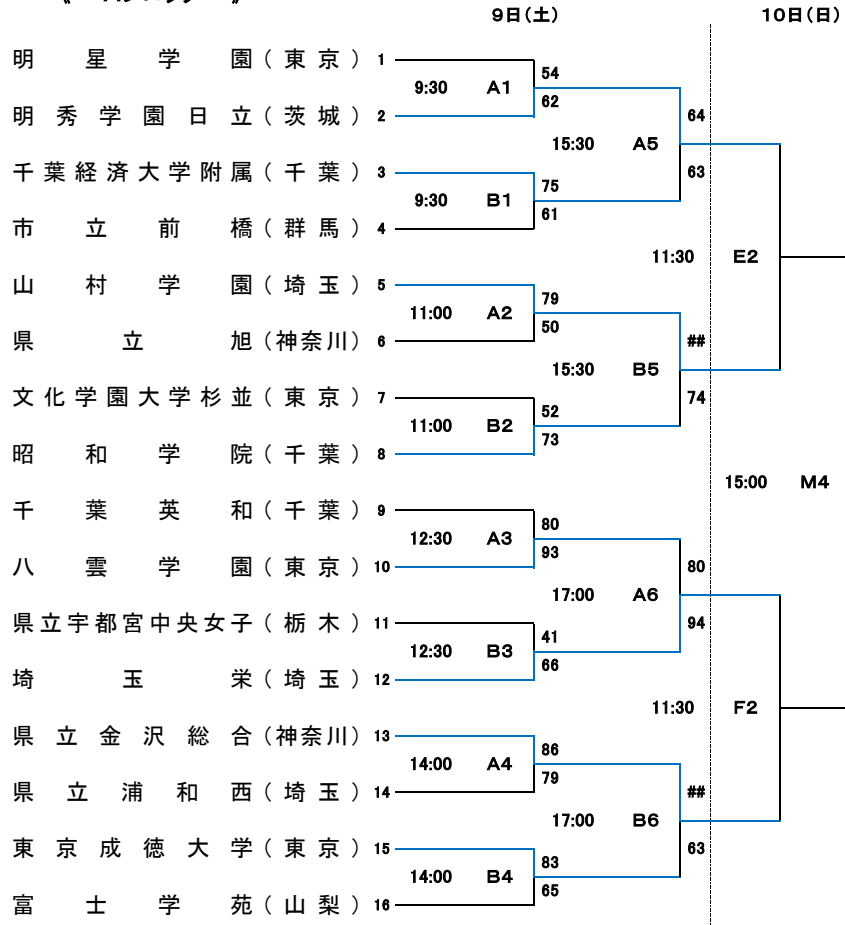 9日(土) 10日(日)
明星学園(東京) 1
9:30 A1 54
62
明秀学園日立(茨城) 2
64
15:30 A5
63
千葉経済大学附属(千葉) 3
9:30 B1 75
61
市立前橋(群馬) 4
11:30 E2
山村学園(埼玉) 5
11:00 A2 79
50
県立旭(神奈川) 6
##
15:30 B5
74
文化学園大学杉並(東京) 7
11:00 B2 52
73
昭和学院(千葉) 8
15:00 M4
千葉英和(千葉) 9
12:30 A3 80
93
八雲学園(東京) 10
80
17:00 A6
94
県立宇都宮中央女子(栃木) 11
12:30 B3 41
66
埼玉栄(埼玉) 12
11:30 F2
県立金沢総合(神奈川) 13
14:00 A4 86
79
県立浦和西(埼玉) 14
##
17:00 B6
63
東京成徳大学(東京) 15
14:00 B4 83
65
富士学苑(山梨) 16